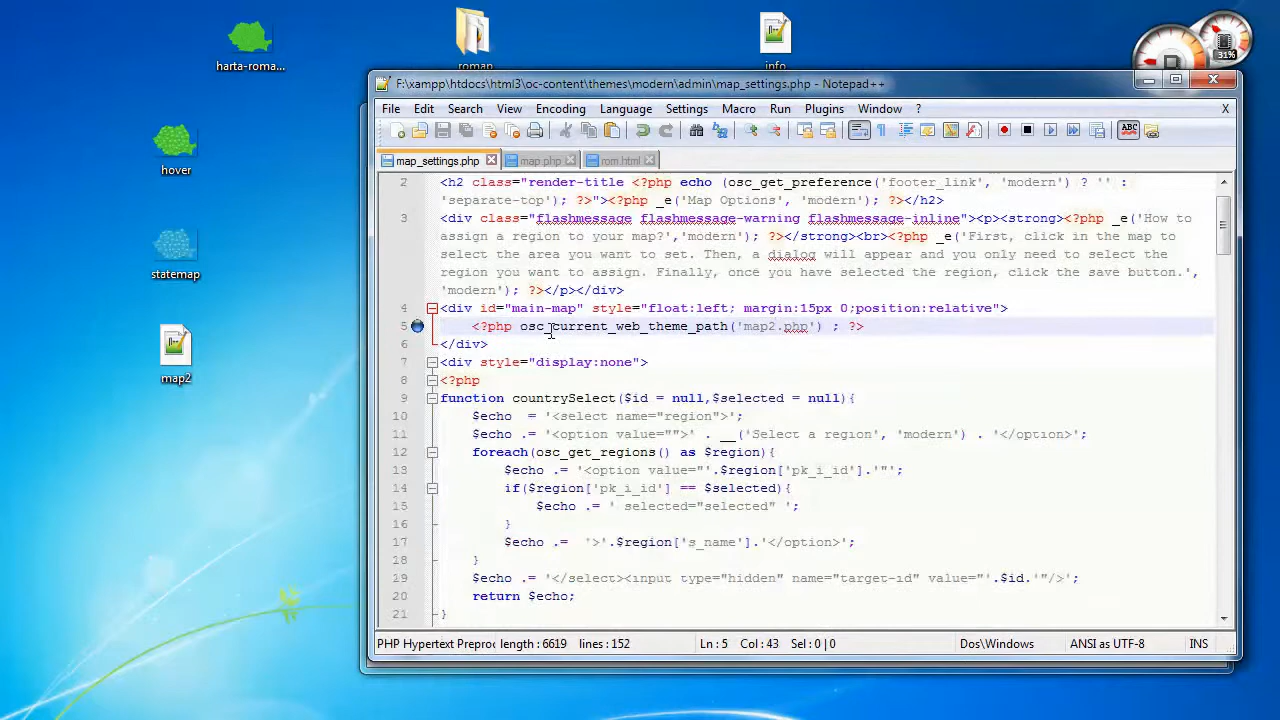 harta-roma...
romap
info
31%
hover
statemap
map2
F:\xampp\htdocs\html3\oc-content\themes\modern\admin\map_settings.php - Notepad++
File Edit Search View Encoding Language Settings Macro Run Plugins Window ? X
ABC
map_settings.php map.php rom html
2 <h2 class="render-title <?php echo (osc_get_preference('footer_link', 'modern') ? '' :
'separate-top'); ?>"><?php _e('Map Options', 'modern'); ?></h2>
3 <div class="flashmessage flashmessage-warning flashmessage-inline"><p><strong><?php _e('How to
assign a region to your map?','modern'); ?></strong><b><?php _e('First, click in the map to
select the area you want to set. Then, a dialog will appear and you only need to select the
region you want to assign. Finally, once you have selected the region, click the save button.',
'modern'); ?></p></div>
4 <div id="main-map" style="float:left; margin:15px 0;position:relative">
5 <?php osc_current_web_theme_path('map2.php') ; ?>
6 </div>
7 <div style="display:none">
8 <?php
9 function countrySelect($id = null,$selected = null){
10 $echo = '<select name="region">';
11 $echo .= '<option value="">' . __('Select a region', 'modern') . '</option>';
12 foreach(osc_get_regions() as $region){
13 $echo .= '<option value="'.$region['pk_i_id'].'"';
14 if($region['pk_i_id'] == $selected){
15 $echo .= ' selected="selected" ';
16 }
17 $echo .= '>'.$region['s_name'].'</option>';
18 }
19 $echo .= '</select><input type="hidden" name="target-id" value="'.$id.'"/>';
20 return $echo;
21 }
PHP Hypertext Preproc length : 6619 lines : 152 Ln : 5 Col : 43 Sel : 0 | 0 Dos\Windows ANSI as UTF-8 INS